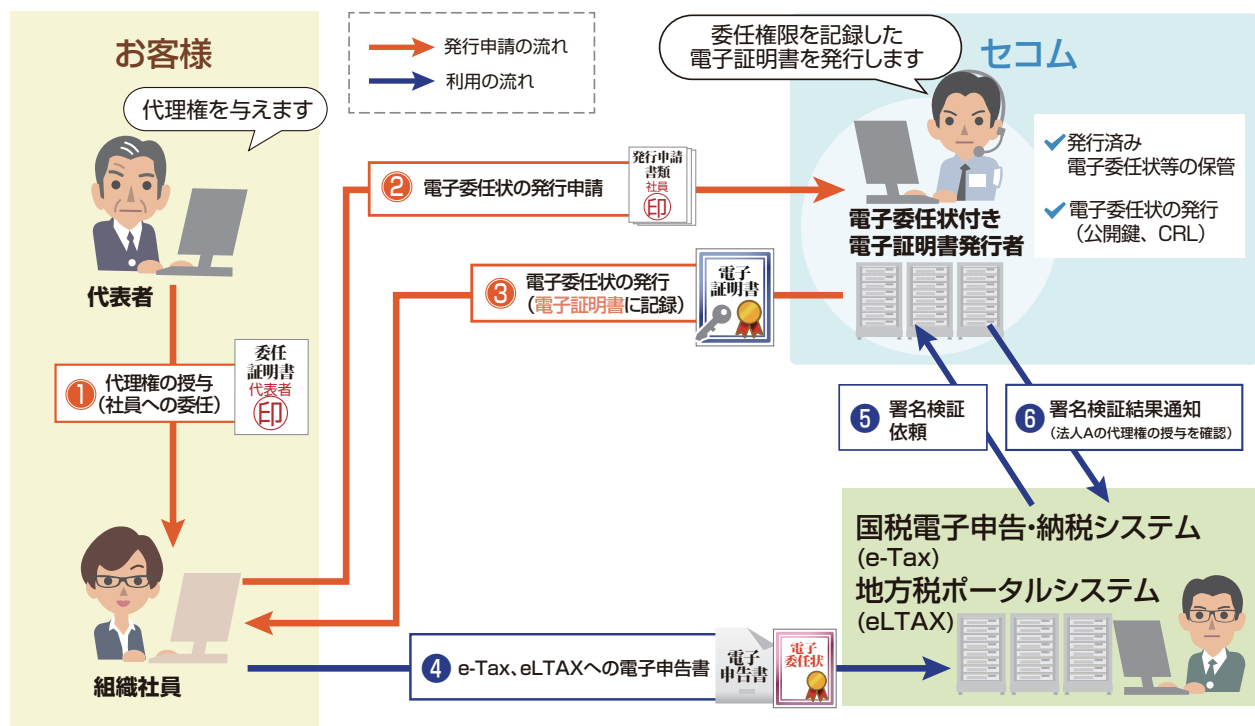 お客様
発行申請の流れ
利用の流れ
委任権限を記録した
電子証明書を発行します
セコム
代理権を与えます
代表者
❶ 代理権の授与
（社員への委任）
委任
証明書
代表者
印
❷ 電子委任状の発行申請
発行申請
書類
社員
印
電子委任状付き
電子証明書発行者
発行済み
電子委任状等の保管
電子委任状の発行
（公開鍵、CRL）
❸ 電子委任状の発行
（電子証明書に記録）
電子
証明書
❺ 署名検証
依頼
❻ 署名検証結果通知
（法人Aの代理権の授与を確認）
組織社員
❹ e-Tax、eLTAXへの電子申告書
電子
申告書
電子
委任状
国税電子申告・納税システム
(e-Tax)
地方税ポータルシステム
(eLTAX)